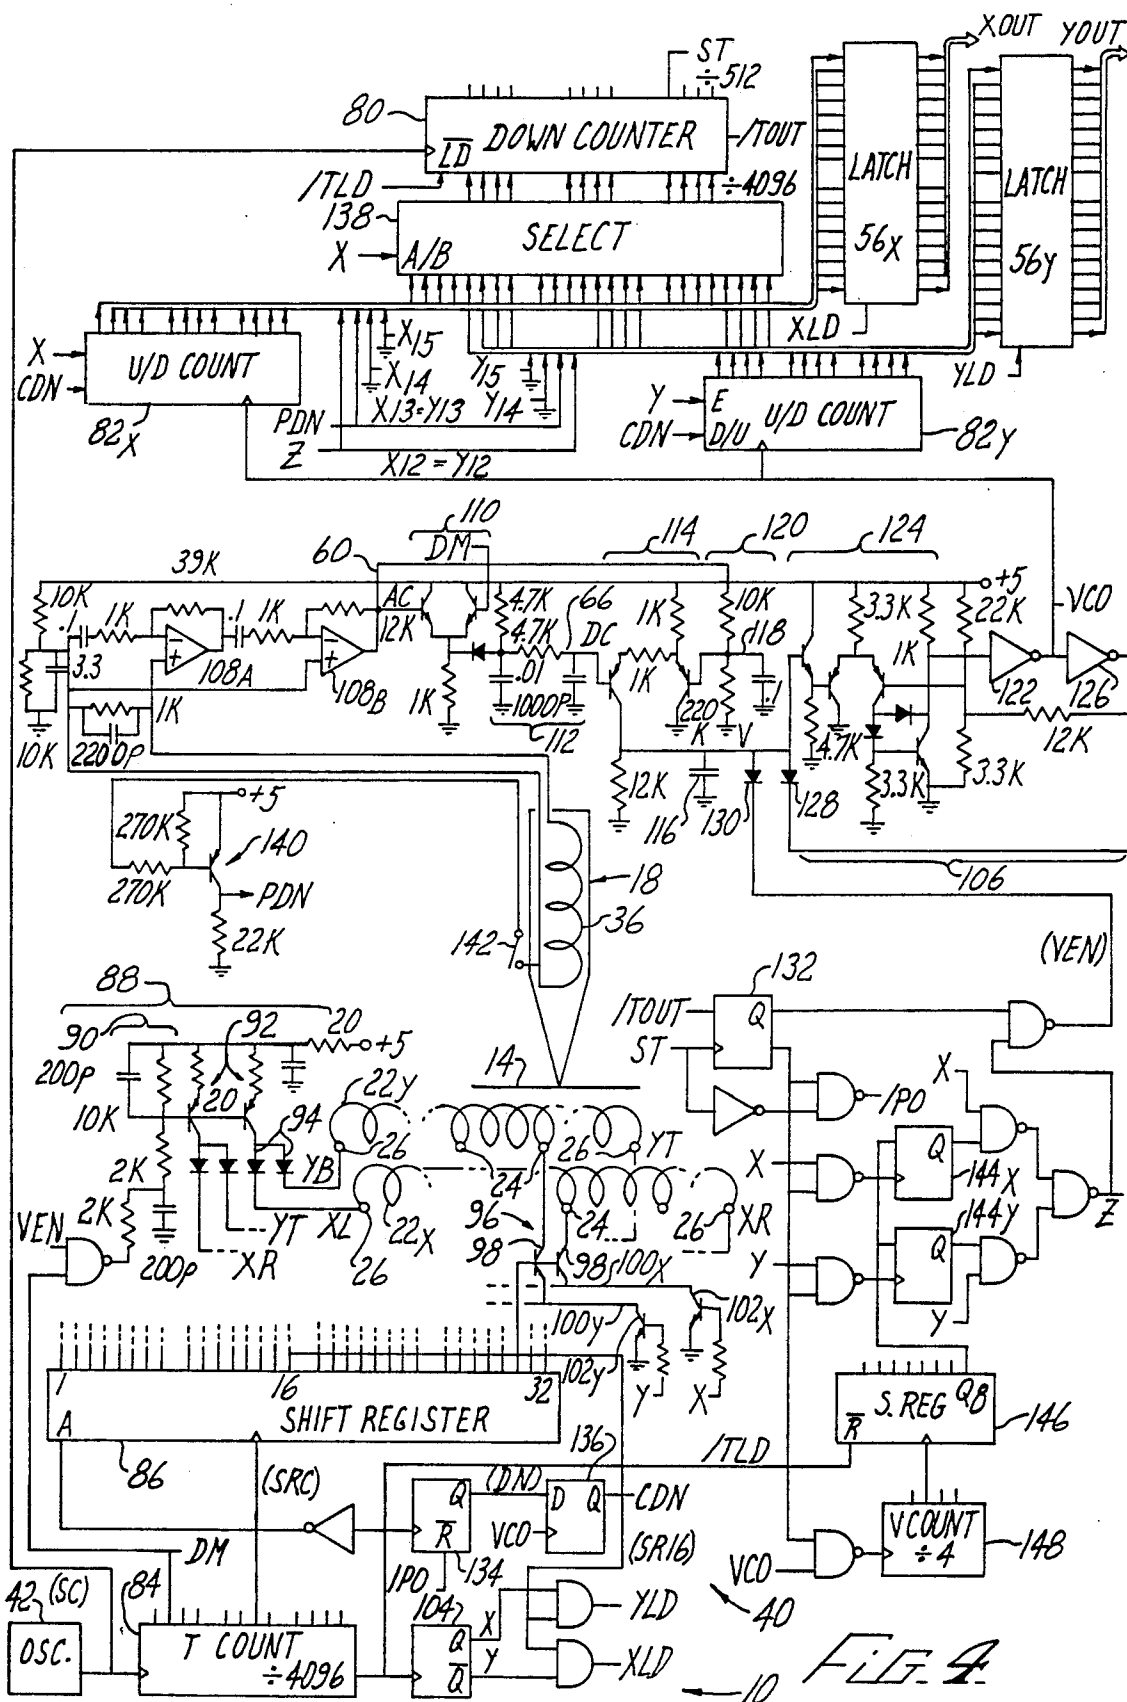 XOUT
YOUT
ST
÷512
80
LD DOWN COUNTER
/TOUT
/TLD
÷4096
138
SELECT
X
A/B
LATCH
56X
LATCH
56Y
XLD
YLD
X
CDN
U/D COUNT
82X
X15
X14
X13=Y13
PDN
Z
X12=Y12
Y15
Y14
Y
CDN
E
D/U
U/D COUNT
82Y
110
DM
114
120
124
60
39K
+5
10K
.1
1K
.1
1K
AC
12K
4.7K
4.7K
66
DC
1K
10K
118
3.3K
22K
VCO
3.3
108A
108B
1K
.01
1K
220
.1
1K
122
126
1K
2200P
10K
1000P
112
K
V
4.7K
12K
12K
116
130
128
3.3K
3.3K
106
+5
270K
140
270K
PDN
22K
18
36
142
(VEN)
132
/TOUT
ST
Q
88
90
92
20
+5
200P
20
14
22Y
10K
94
YB
26
24
26
YT
/PO
X
2K
2K
VEN
200P
YT
XR
XL
26
22X
96
98
24
98
26
XR
X
Q
144X
Z
144Y
Q
Y
Y
100X
100Y
102X
102Y
Y
X
1
16
32
A
SHIFT REGISTER
86
(SRC)
136
/TLD
S.REG
Q8
R
146
(DN)
Q
R
D
Q
CDN
VCO
134
(SR16)
/PO
VCO
VCOUNT
÷4
148
DM
42
(SC)
84
104
OSC.
T COUNT
÷4096
Q
Q
X
Y
YLD
XLD
40
10
FIG. 4